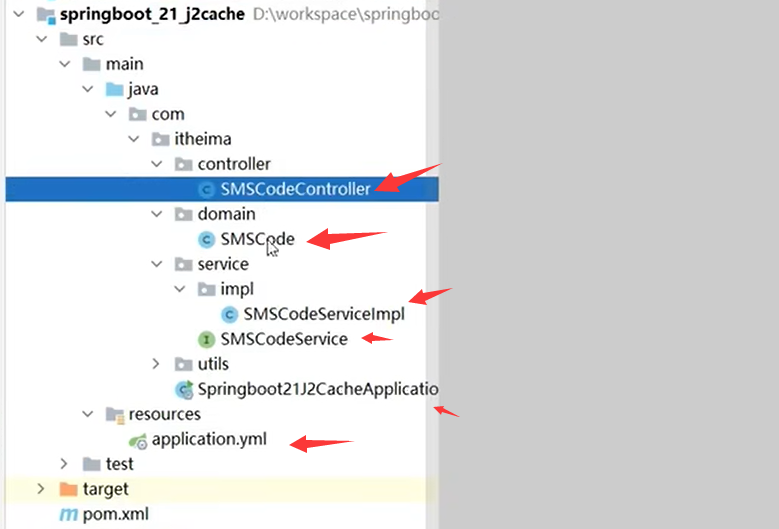 springboot_21_j2cache D:\workspace\springboo
src
main
java
com
itheima
controller
SMSCodeController
domain
SMSCode
service
impl
SMSCodeServiceImpl
SMSCodeService
utils
Springboot21J2CacheApplicatio
resources
application.yml
test
target
pom.xml